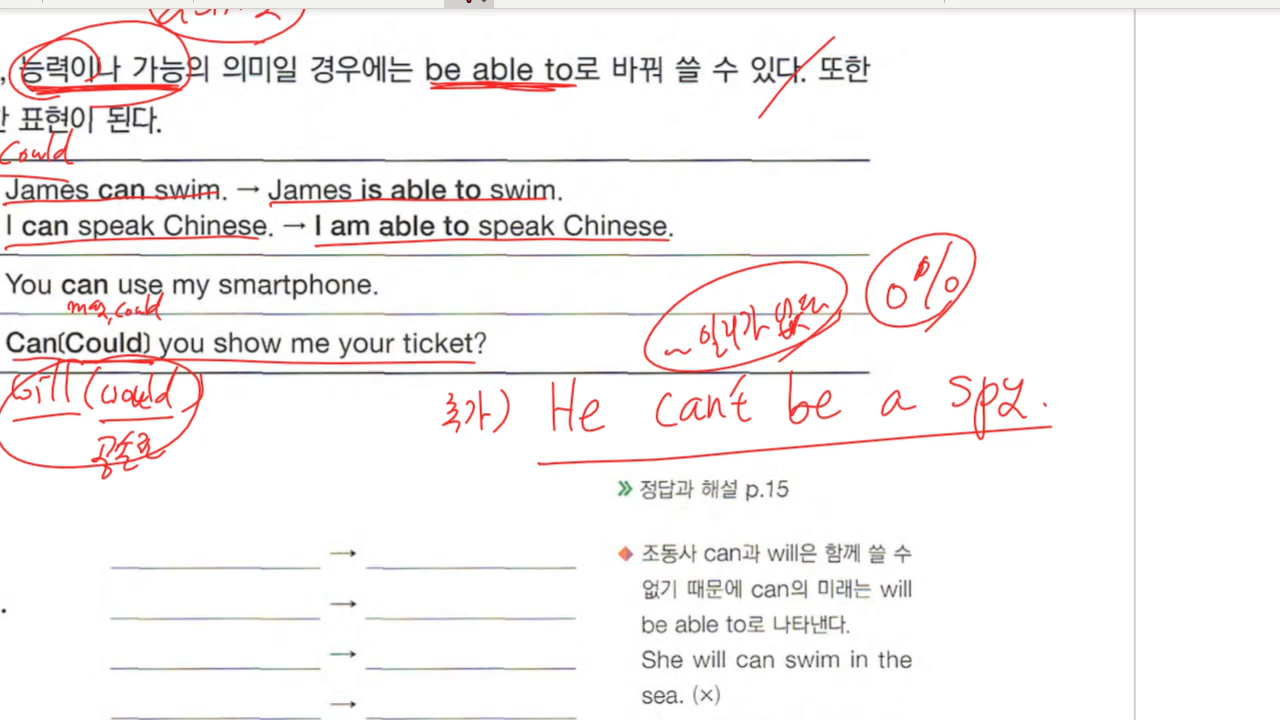 능력이나 가능의 의미일 경우에는 be able to로 바꿔 쓸 수 있다. 또한
표현이 된다.
Could
James can swim. → James is able to swim.
I can speak Chinese. → I am able to speak Chinese.
You can use my smartphone.
may, could
~ 일리가 없다
0%
Can(Could) you show me your ticket?
will (would
공손표
추가) He can't be a spy.
» 정답과 해설 p.15
조동사 can과 will은 함께 쓸 수
없기 때문에 can의 미래는 will
be able to로 나타낸다.
She will can swim in the
sea. (×)
→
→
→
→